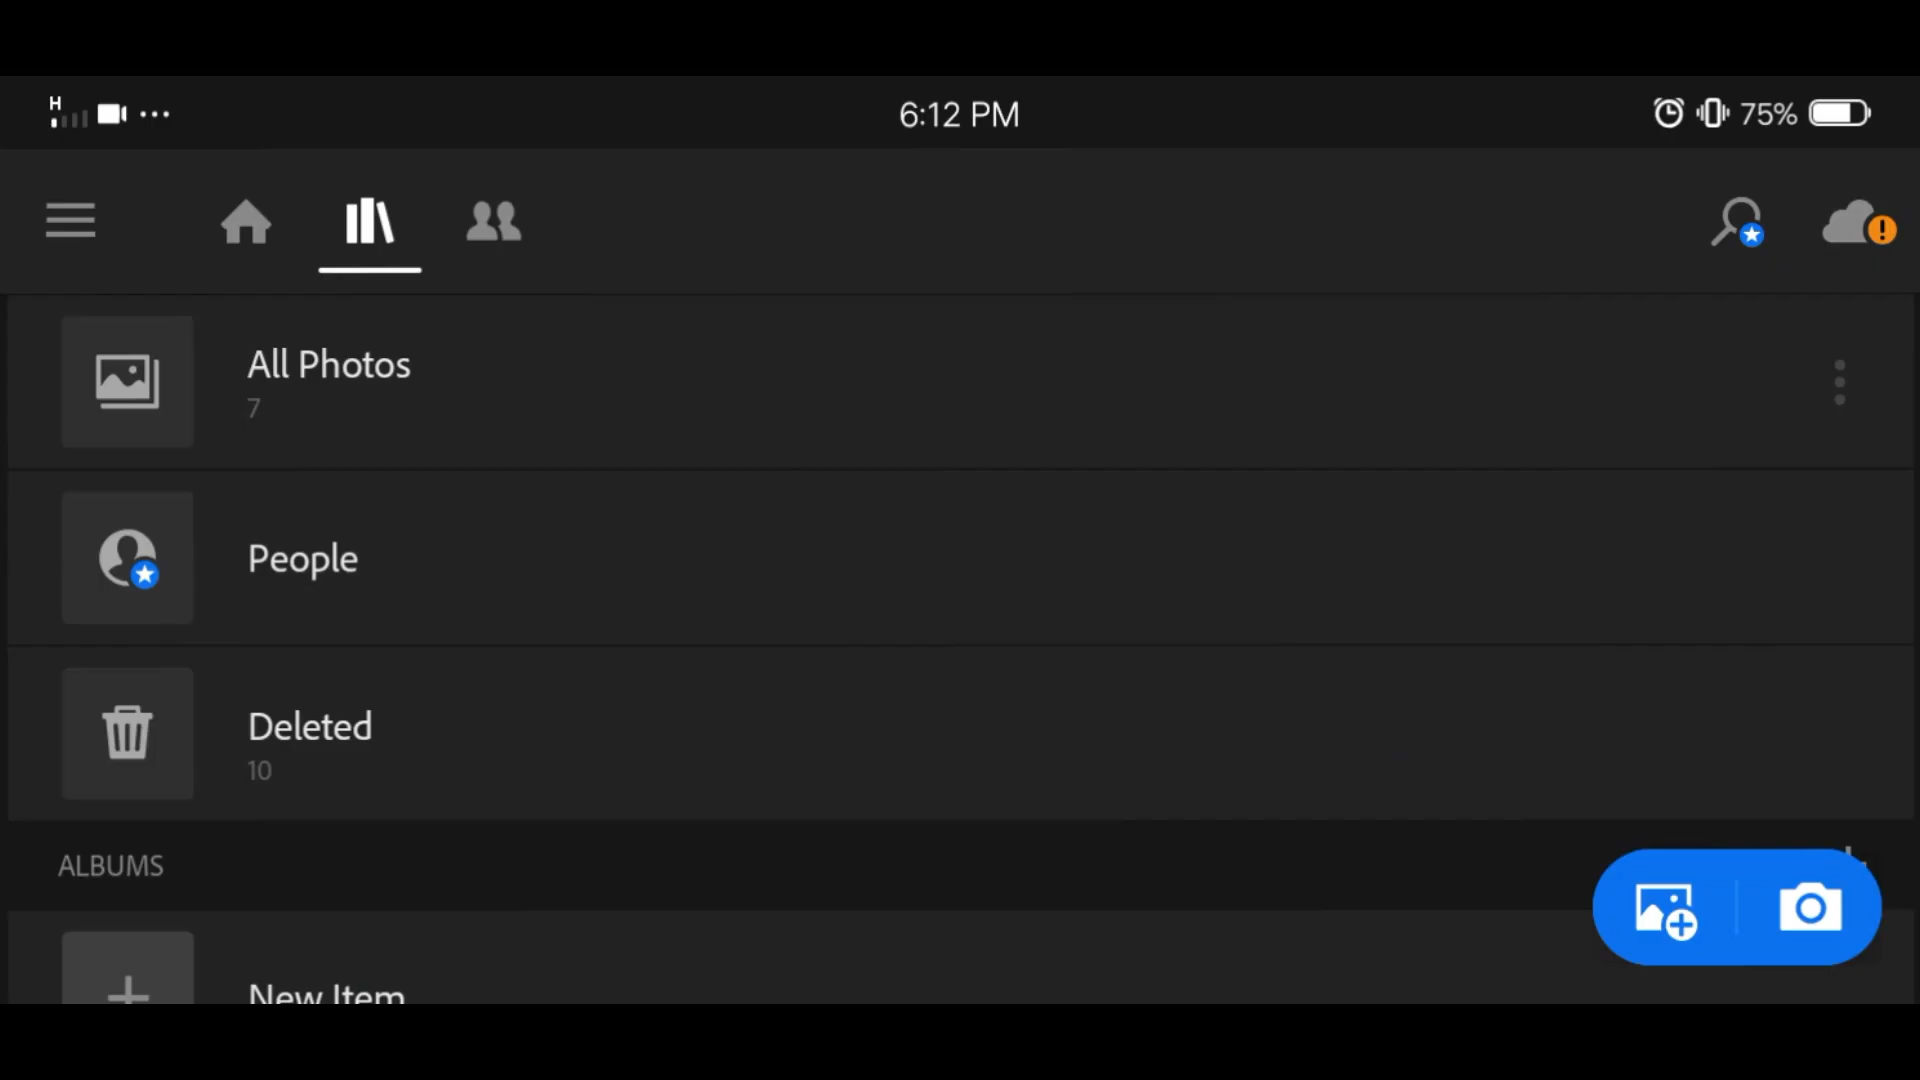 H
6:12 PM
75%
All Photos
7
People
Deleted
10
ALBUMS
New Item